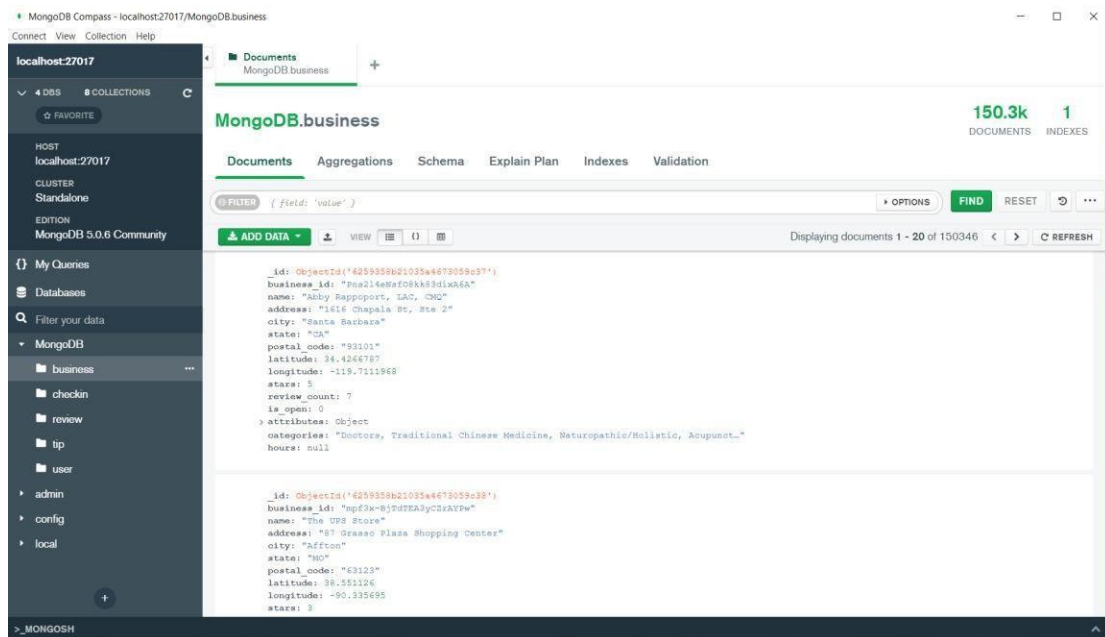 MongoDB Compass - localhost:27017/MongoDB.business
Connect View Collection Help
localhost:27017
Documents
MongoDB.business
+
4 DBS 8 COLLECTIONS
FAVORITE
MongoDB.business
150.3k
DOCUMENTS
1
INDEXES
HOST
localhost:27017
CLUSTER
Standalone
EDITION
MongoDB 5.0.6 Community
Documents Aggregations Schema Explain Plan Indexes Validation
FILTER { field: 'value' }
OPTIONS FIND RESET ...
ADD DATA VIEW {}
Displaying documents 1 - 20 of 150346 < > REFRESH
{} My Queries
Databases
Filter your data
MongoDB
business ...
checkin
review
tip
user
admin
config
local
+
_id: ObjectId('6259358b21035a4673059c37')
business_id: "Pns2l4eNsfO8kk83dixA6A"
name: "Abby Rappoport, LAC, CMQ"
address: "1616 Chapala St, Ste 2"
city: "Santa Barbara"
state: "CA"
postal_code: "93101"
latitude: 34.4266787
longitude: -119.7111968
stars: 5
review_count: 7
is_open: 0
> attributes: Object
categories: "Doctors, Traditional Chinese Medicine, Naturopathic/Holistic, Acupunct…"
hours: null
_id: ObjectId('6259358b21035a4673059c38')
business_id: "mpf3x-BjTdTEA3yCZrAYPw"
name: "The UPS Store"
address: "87 Grasso Plaza Shopping Center"
city: "Affton"
state: "MO"
postal_code: "63123"
latitude: 38.551126
longitude: -90.335695
stars: 3
>_MONGOSH